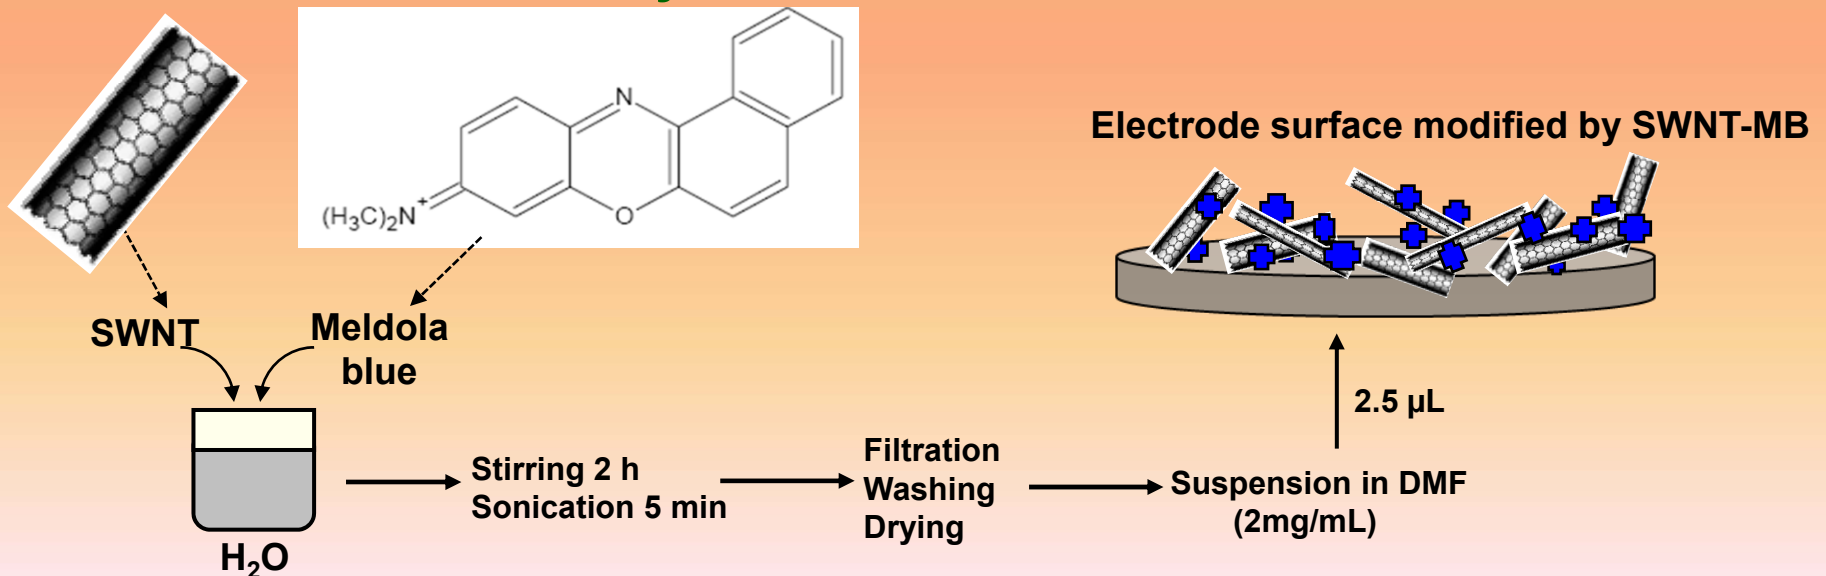 N
O
(H₃C)₂N⁺
Electrode surface modified by SWNT-MB
SWNT
Meldola
blue
H₂O
Stirring 2 h
Sonication 5 min
Filtration
Washing
Drying
Suspension in DMF
(2mg/mL)
2.5 µL